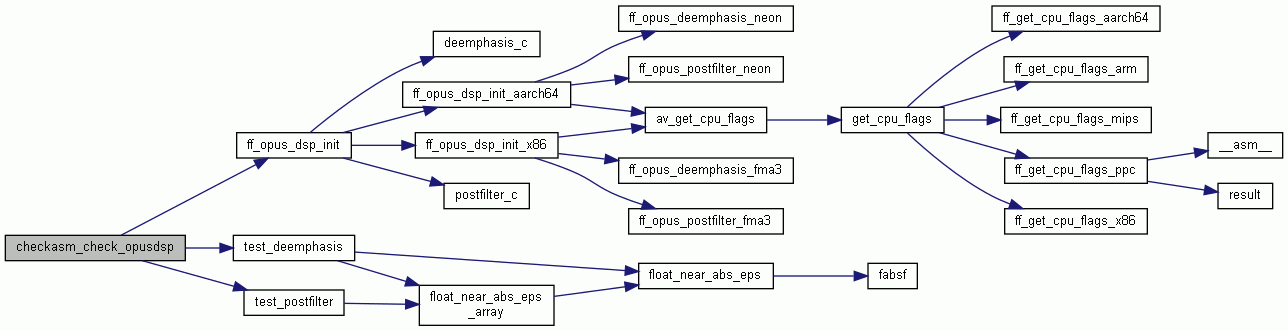 checkasm_check_opusdsp
ff_opus_dsp_init
deemphasis_c
ff_opus_dsp_init_aarch64
ff_opus_deemphasis_neon
ff_opus_postfilter_neon
av_get_cpu_flags
get_cpu_flags
ff_get_cpu_flags_aarch64
ff_get_cpu_flags_arm
ff_get_cpu_flags_mips
ff_get_cpu_flags_ppc
__asm__
result
ff_get_cpu_flags_x86
ff_opus_dsp_init_x86
ff_opus_deemphasis_fma3
ff_opus_postfilter_fma3
postfilter_c
test_deemphasis
float_near_abs_eps
fabsf
float_near_abs_eps
_array
test_postfilter